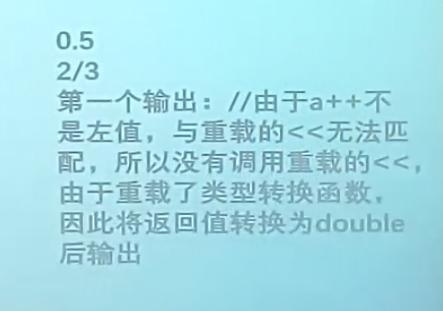 0.5
2/3
第一个输出：//由于a++不
是左值，与重载的<<无法匹
配，所以没有调用重载的<<，
由于重载了类型转换函数，
因此将返回值转换为double
后输出